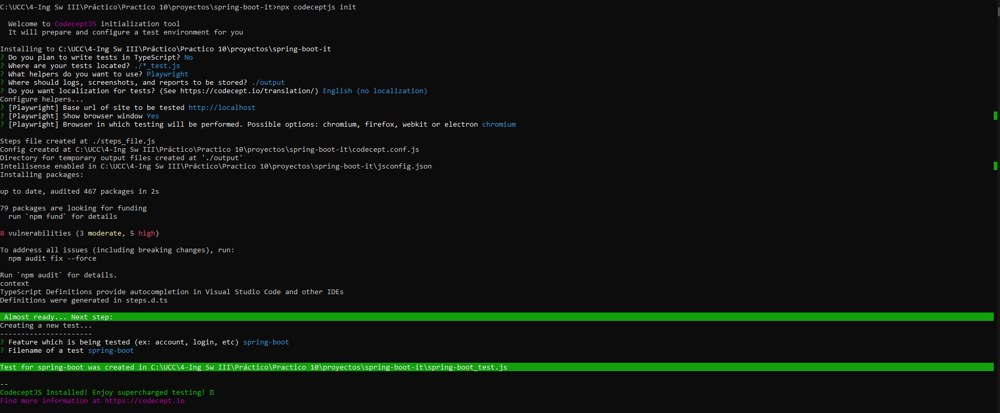 C:\UCC\4-Ing Sw III\Práctico\Practico 10\proyectos\spring-boot-it>npx codeceptjs init
Welcome to CodeceptJS initialization tool
It will prepare and configure a test environment for you
Installing to C:\UCC\4-Ing Sw III\Práctico\Practico 10\proyectos\spring-boot-it
? Do you plan to write tests in TypeScript? No
? Where are your tests located? ./*_test.js
? What helpers do you want to use? Playwright
? Where should logs, screenshots, and reports to be stored? ./output
? Do you want localization for tests? (See https://codecept.io/translation/) English (no localization)
Configure helpers...
? [Playwright] Base url of site to be tested http://localhost
? [Playwright] Show browser window Yes
? [Playwright] Browser in which testing will be performed. Possible options: chromium, firefox, webkit or electron chromium
Steps file created at ./steps_file.js
Config created at C:\UCC\4-Ing Sw III\Práctico\Practico 10\proyectos\spring-boot-it\codecept.conf.js
Directory for temporary output files created at './output'
Intellisense enabled in C:\UCC\4-Ing Sw III\Práctico\Practico 10\proyectos\spring-boot-it\jsconfig.json
Installing packages:
up to date, audited 467 packages in 2s
79 packages are looking for funding
run `npm fund` for details
8 vulnerabilities (3 moderate, 5 high)
To address all issues (including breaking changes), run:
npm audit fix --force
Run `npm audit` for details.
context
TypeScript Definitions provide autocompletion in Visual Studio Code and other IDEs
Definitions were generated in steps.d.ts
Almost ready... Next step:
Creating a new test...
----------------------
? Feature which is being tested (ex: account, login, etc) spring-boot
? Filename of a test spring-boot
Test for spring-boot was created in C:\UCC\4-Ing Sw III\Práctico\Practico 10\proyectos\spring-boot-it\spring-boot_test.js
--
CodeceptJS Installed! Enjoy supercharged testing!
Find more information at https://codecept.io